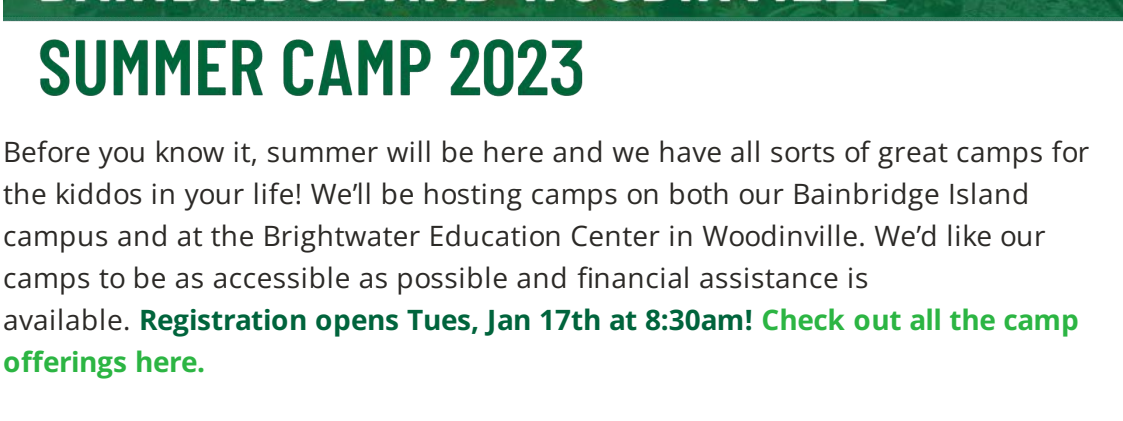 BAINBRIDGE AND WOODINVILLE
SUMMER CAMP 2023
Before you know it, summer will be here and we have all sorts of great camps for
the kiddos in your life! We’ll be hosting camps on both our Bainbridge Island
campus and at the Brightwater Education Center in Woodinville. We’d like our
camps to be as accessible as possible and financial assistance is
available. Registration opens Tues, Jan 17th at 8:30am! Check out all the camp
offerings here.